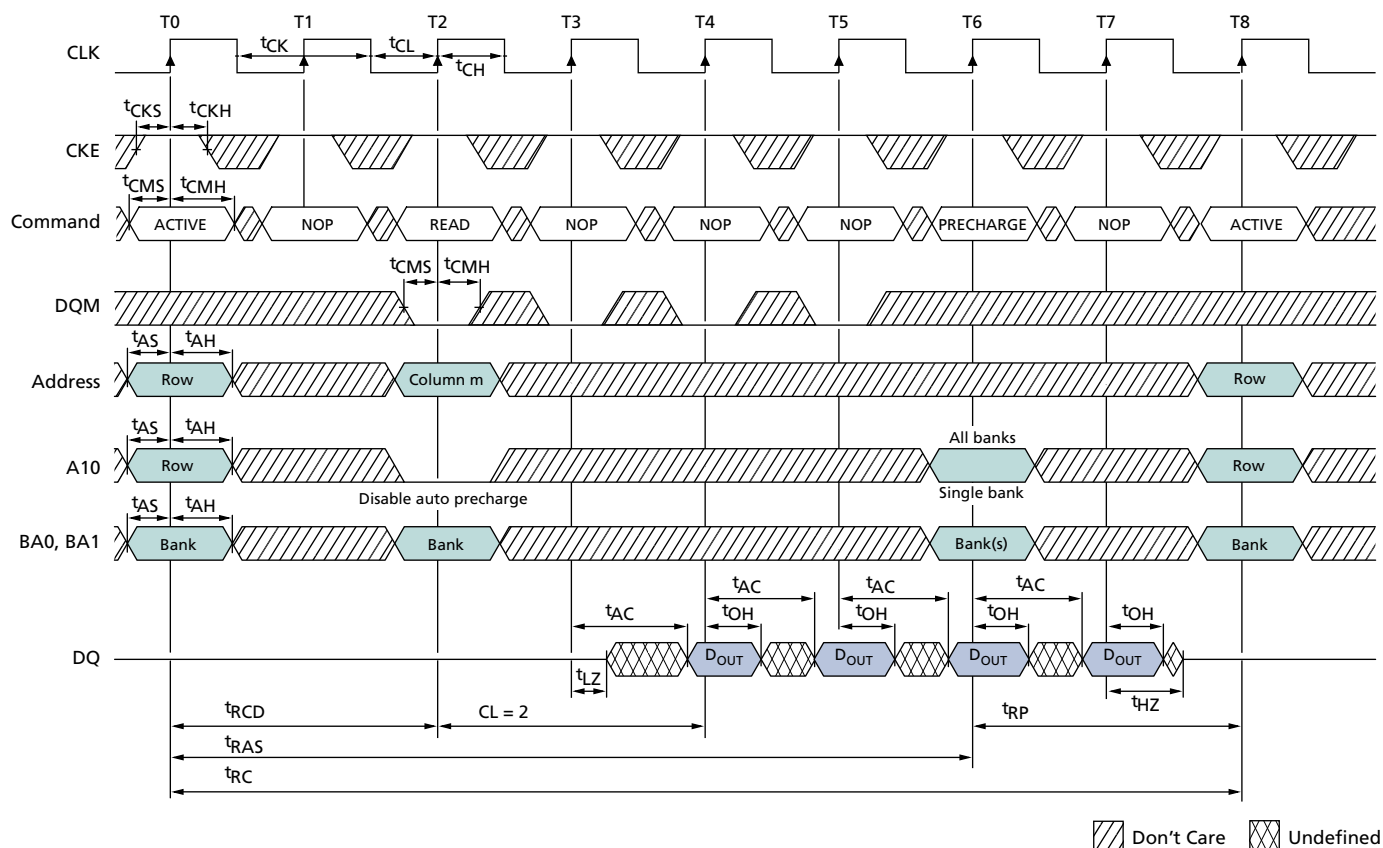 T0 T1 T2 T3 T4 T5 T6 T7 T8
CLK tCK tCL tCH
tCKS tCKH
CKE
tCMS tCMH
Command ACTIVE NOP READ NOP NOP NOP PRECHARGE NOP ACTIVE
tCMS tCMH
DQM
tAS tAH
Address Row Column m Row
tAS tAH All banks
A10 Row Row
Disable auto precharge Single bank
tAS tAH
BA0, BA1 Bank Bank Bank(s) Bank
tAC tAC tAC
tAC tOH tOH tOH tOH
DQ DOUT DOUT DOUT DOUT
tLZ tHZ
tRCD CL = 2 tRP
tRAS
tRC
Don't Care Undefined